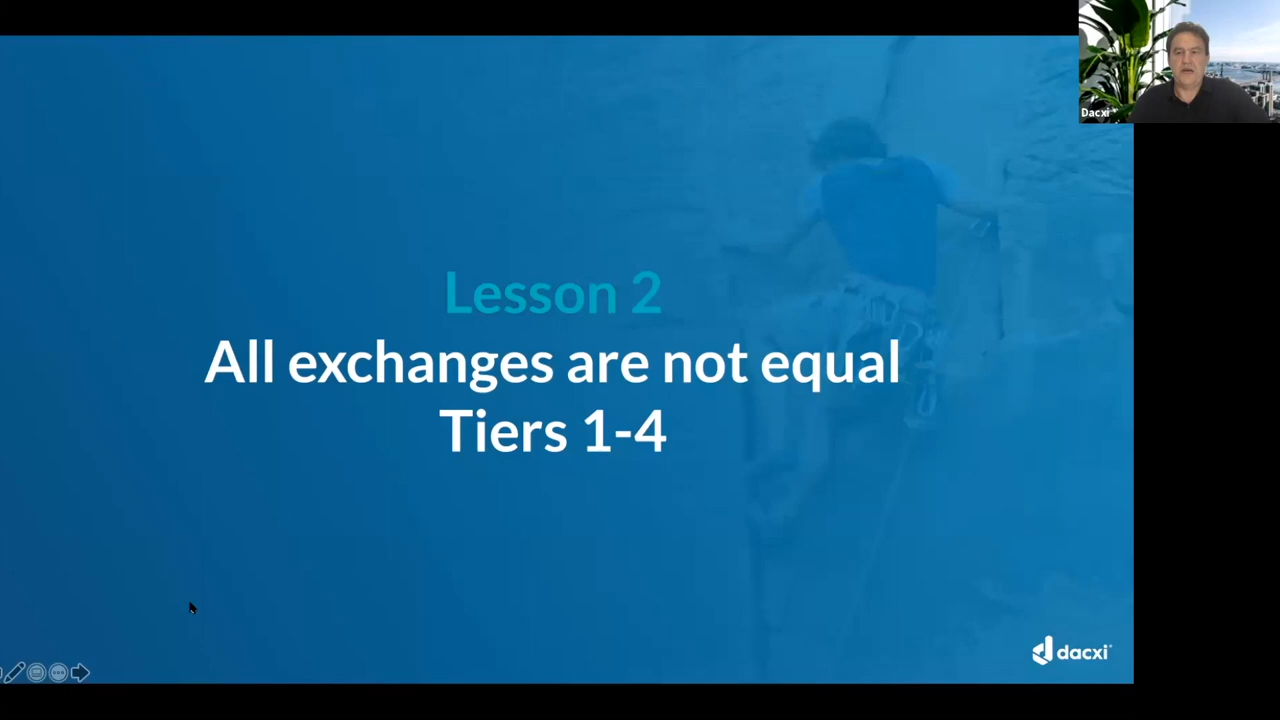 Dacxi
Lesson 2
All exchanges are not equal
Tiers 1-4
dacxi